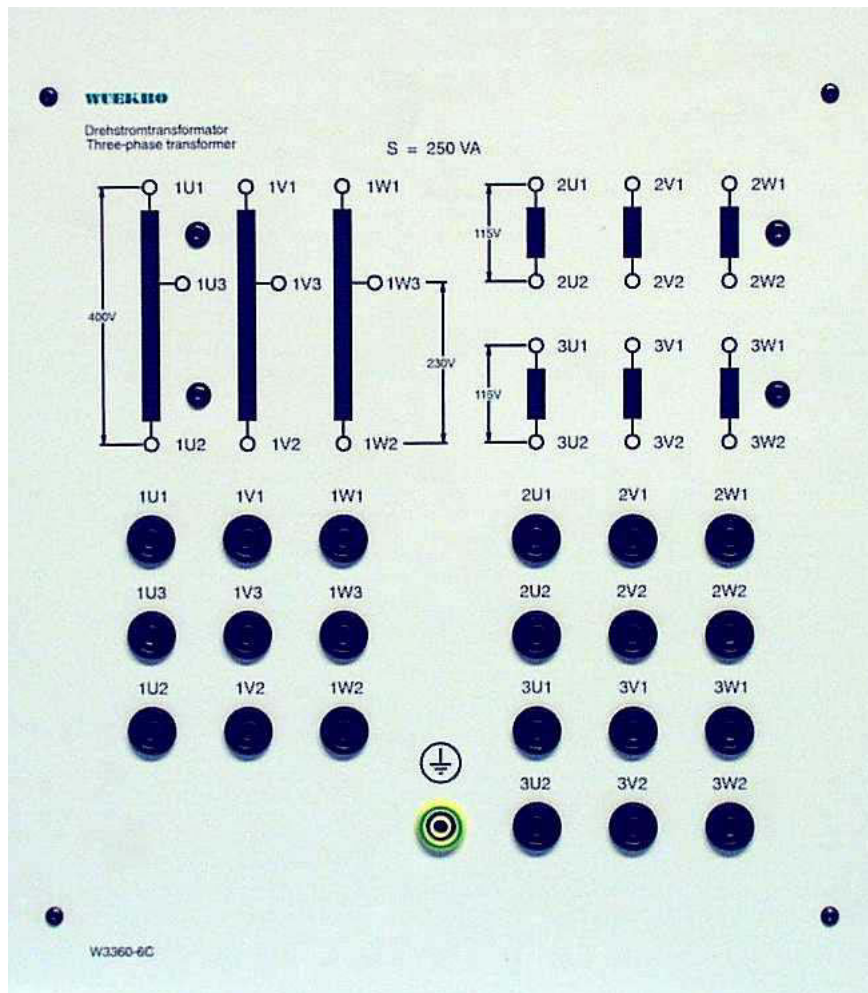 WUEKRO
Drehstromtransformator
Three-phase transformer
S = 250 VA
1U1 1V1 1W1 2U1 2V1 2W1
115V
1U3 1V3 1W3 2U2 2V2 2W2
400V
3U1 3V1 3W1
230V
115V
1U2 1V2 1W2 3U2 3V2 3W2
1U1 1V1 1W1 2U1 2V1 2W1
1U3 1V3 1W3 2U2 2V2 2W2
1U2 1V2 1W2 3U1 3V1 3W1
3U2 3V2 3W2
W3360-6C